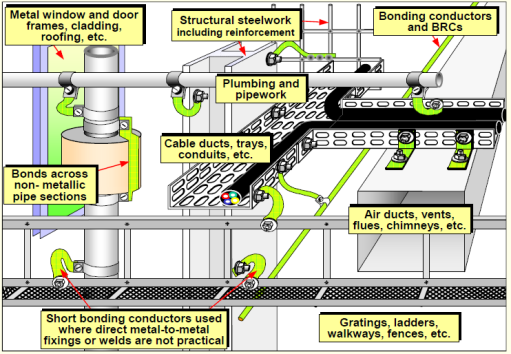 Metal window and door
frames, cladding,
roofing, etc.
Structural steelwork
including reinforcement
Bonding conductors
and BRCs
Plumbing and
pipework
Cable ducts, trays,
conduits, etc.
Bonds across
non- metallic
pipe sections
Air ducts, vents,
flues, chimneys, etc.
Short bonding conductors used
where direct metal-to-metal
fixings or welds are not practical
Gratings, ladders,
walkways, fences, etc.